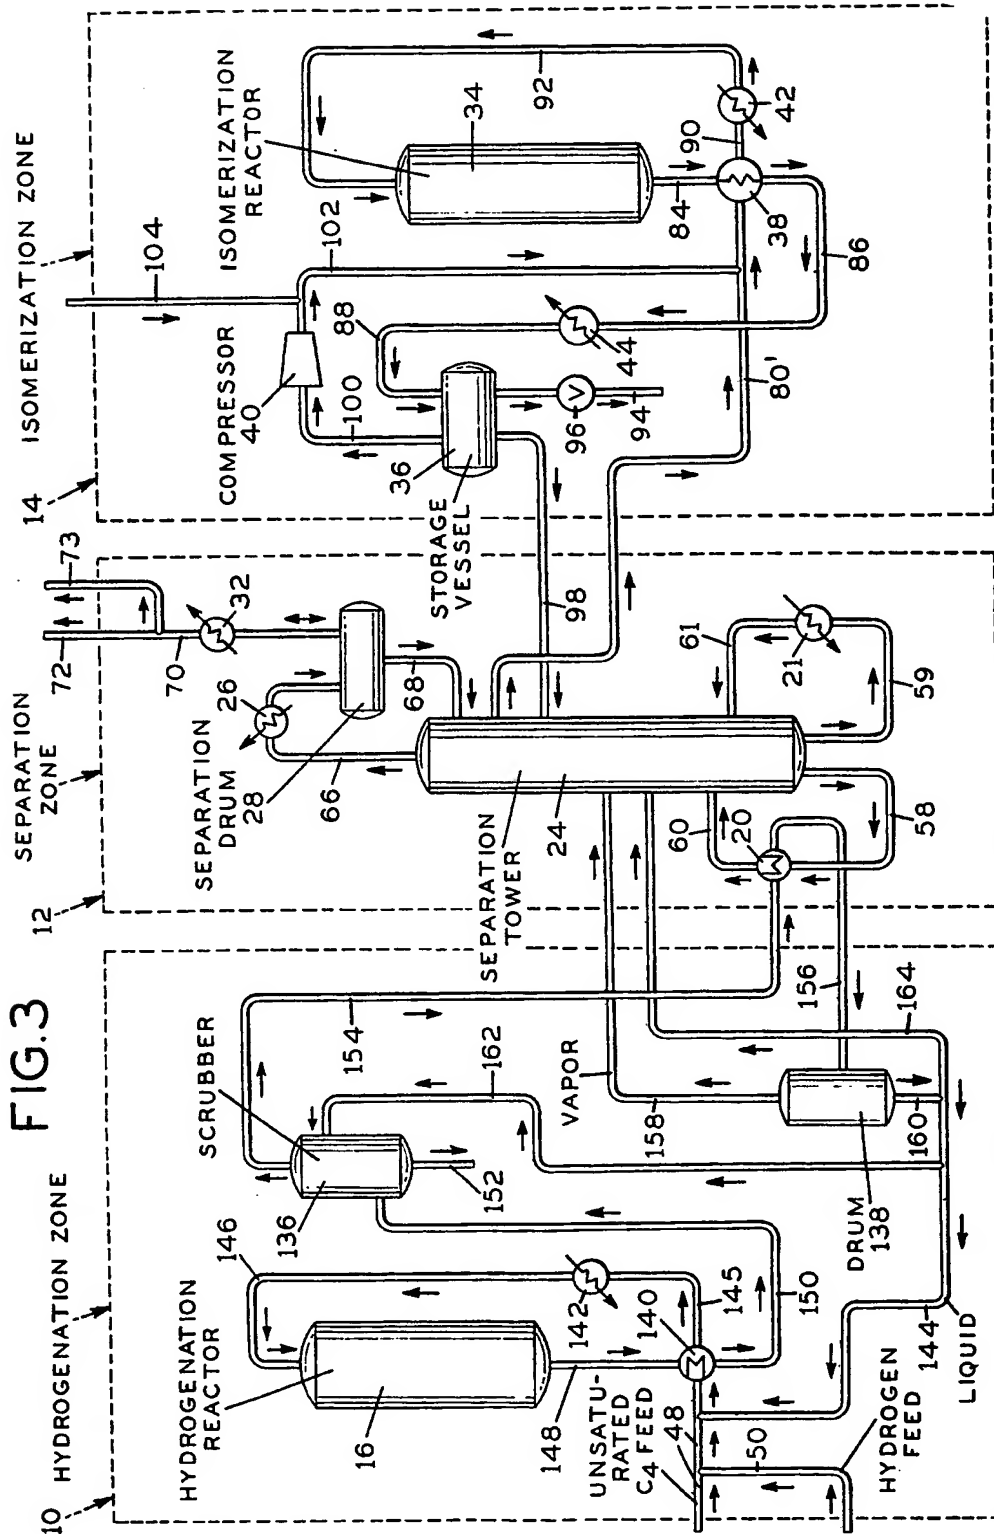 FIG.3
10
HYDROGENATION ZONE
12
SEPARATION
ZONE
14
ISOMERIZATION ZONE
HYDROGENATION
REACTOR
16
146
148
142
140
145
150
UNSATU-
RATED
C4 FEED
48
50
HYDROGEN
FEED
144
LIQUID
SCRUBBER
136
152
154
162
VAPOR
158
160
DRUM
138
156
164
SEPARATION
DRUM
28
26
66
68
70
72
73
32
SEPARATION
TOWER
24
60
20
58
59
61
21
98
COMPRESSOR
40
100
36
STORAGE
VESSEL
88
96
V
94
44
80'
104
102
ISOMERIZATION
REACTOR
34
84
38
86
90
42
92